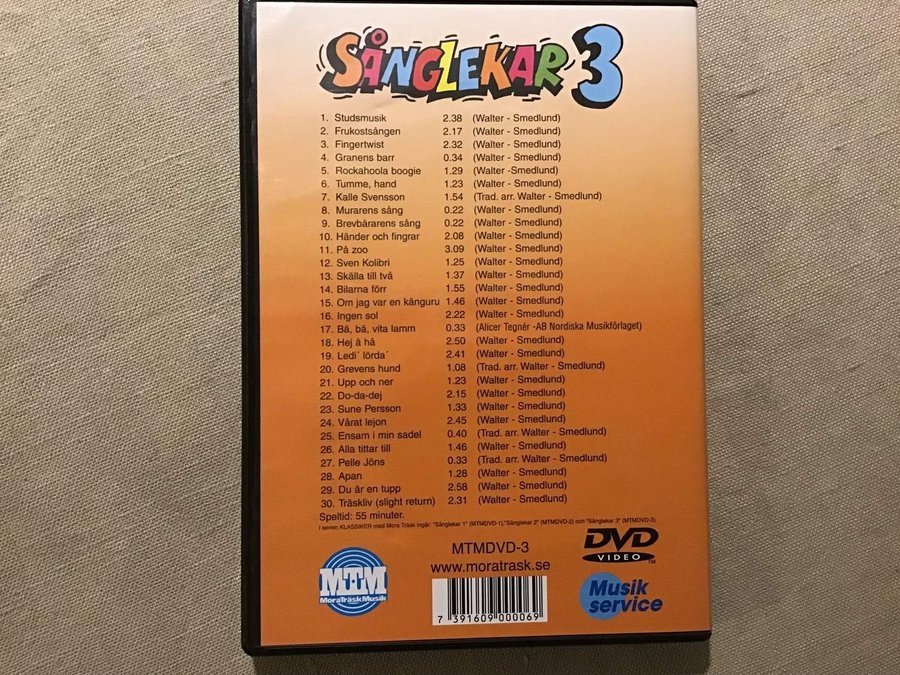 SÅNGLEKAR 3
1. Studsmusik 2.38 (Walter - Smedlund)
2. Frukostsången 2.17 (Walter - Smedlund)
3. Fingertwist 2.32 (Walter - Smedlund)
4. Granens barr 0.34 (Walter - Smedlund)
5. Rockahoola boogie 1.29 (Walter -Smedlund)
6. Tumme, hand 1.23 (Walter - Smedlund)
7. Kalle Svensson 1.54 (Trad. arr. Walter - Smedlund)
8. Murarens sång 0.22 (Walter - Smedlund)
9. Brevbärarens sång 0.22 (Walter - Smedlund)
10. Händer och fingrar 2.08 (Walter - Smedlund)
11. På zoo 3.09 (Walter - Smedlund)
12. Sven Kolibri 1.25 (Walter - Smedlund)
13. Skälla till två 1.37 (Walter - Smedlund)
14. Bilarna förr 1.55 (Walter - Smedlund)
15. Om jag var en känguru 1.46 (Walter - Smedlund)
16. Ingen sol 2.22 (Walter - Smedlund)
17. Bä, bä, vita lamm 0.33 (Alicer Tegnér -AB Nordiska Musikförlaget)
18. Hej å hå 2.50 (Walter - Smedlund)
19. Ledi´ lörda´ 2.41 (Walter - Smedlund)
20. Grevens hund 1.08 (Trad. arr. Walter - Smedlund)
21. Upp och ner 1.23 (Walter - Smedlund)
22. Do-da-dej 2.15 (Walter - Smedlund)
23. Sune Persson 1.33 (Walter - Smedlund)
24. Vårat lejon 2.45 (Walter - Smedlund)
25. Ensam i min sadel 0.40 (Trad. arr. Walter - Smedlund)
26. Alla tittar till 1.46 (Walter - Smedlund)
27. Pelle Jöns 0.33 (Trad. arr. Walter - Smedlund)
28. Apan 1.28 (Walter - Smedlund)
29. Du är en tupp 2.58 (Walter - Smedlund)
30. Träskliv (slight return) 2.31 (Walter - Smedlund)
Speltid: 55 minuter.
I serien KLASSIKER med Mora Träsk ingår: "Sånglekar 1" (MTMDVD-1),"Sånglekar 2" (MTMDVD-2) och "Sånglekar 3" (MTMDVD-3).
MTM
MoraTräskMusik
MTMDVD-3
www.moratrask.se
7 391609 000069
DVD
VIDEO
TM
Musik
service